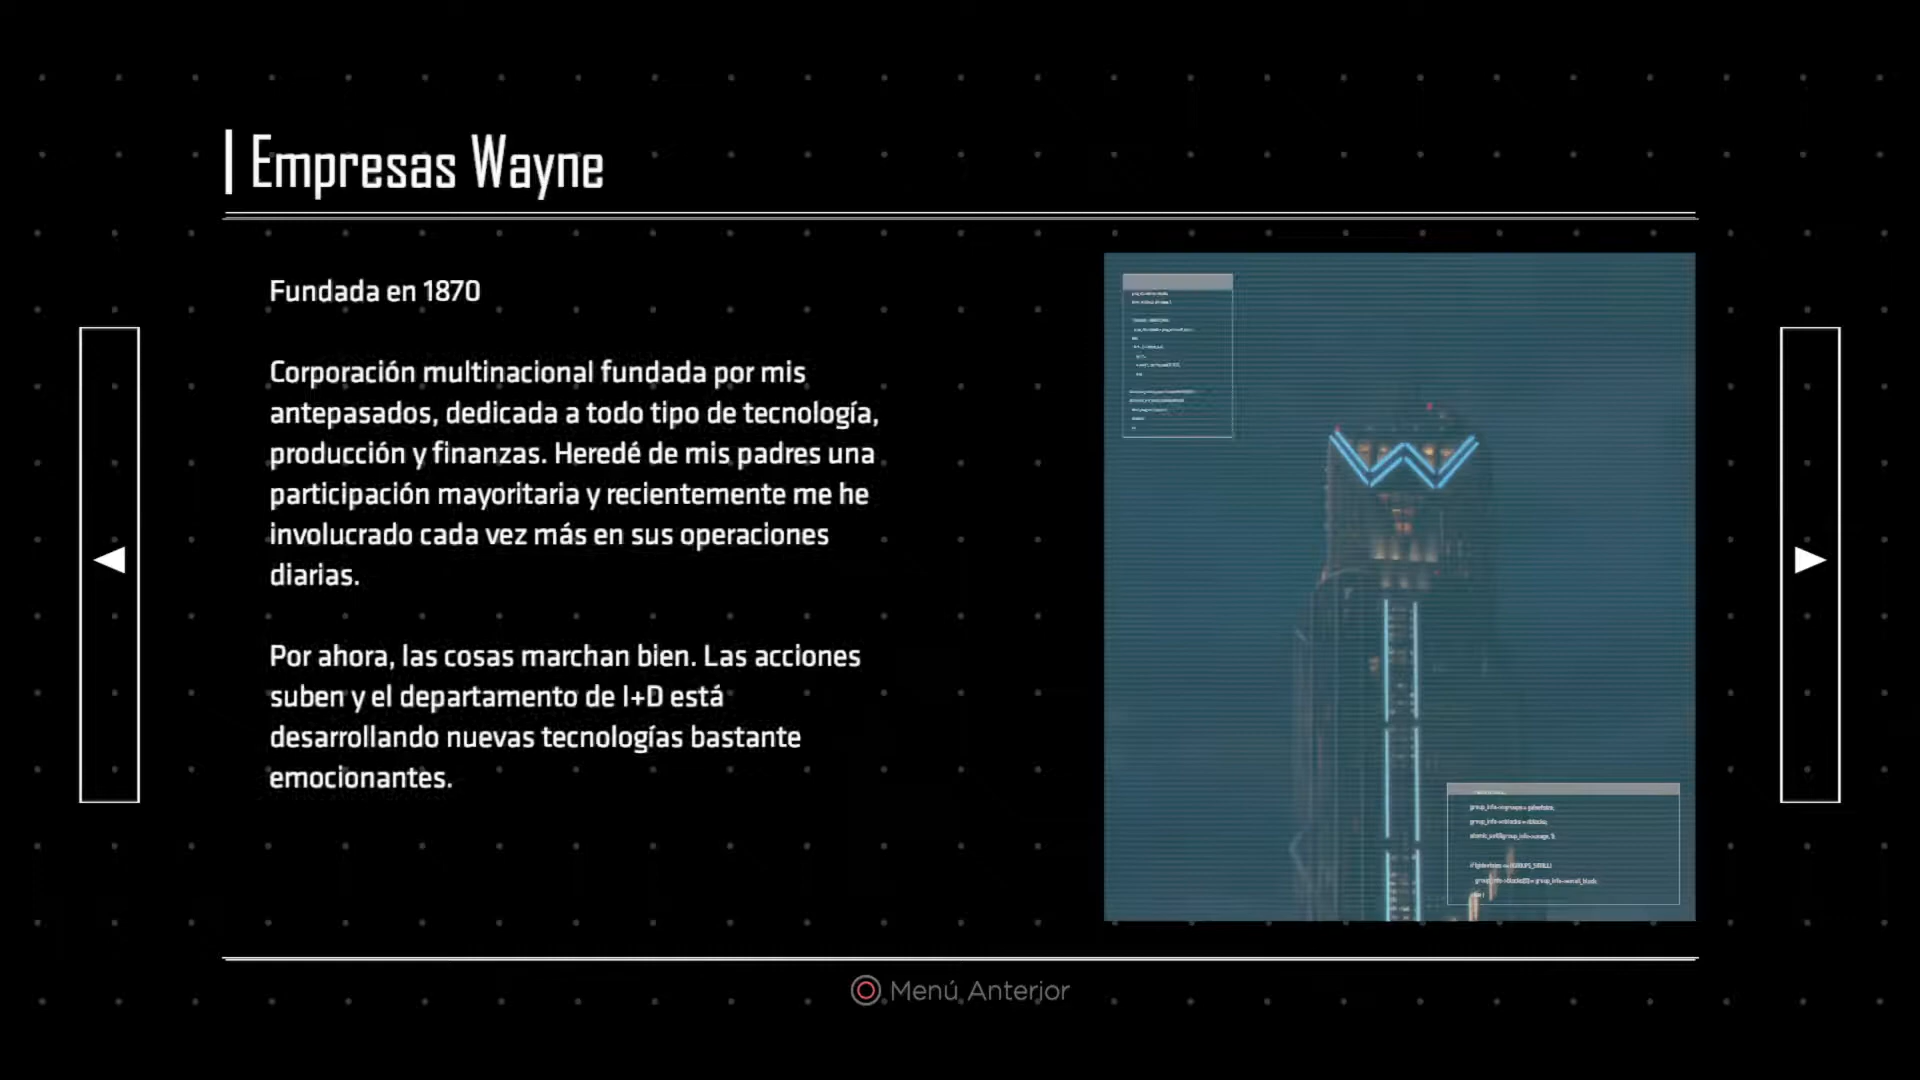 Empresas Wayne
Fundada en 1870
Corporación multinacional fundada por mis
antepasados, dedicada a todo tipo de tecnología,
producción y finanzas. Heredé de mis padres una
participación mayoritaria y recientemente me he
involucrado cada vez más en sus operaciones
diarias.
Por ahora, las cosas marchan bien. Las acciones
suben y el departamento de I+D está
desarrollando nuevas tecnologías bastante
emocionantes.
Menú Anterior